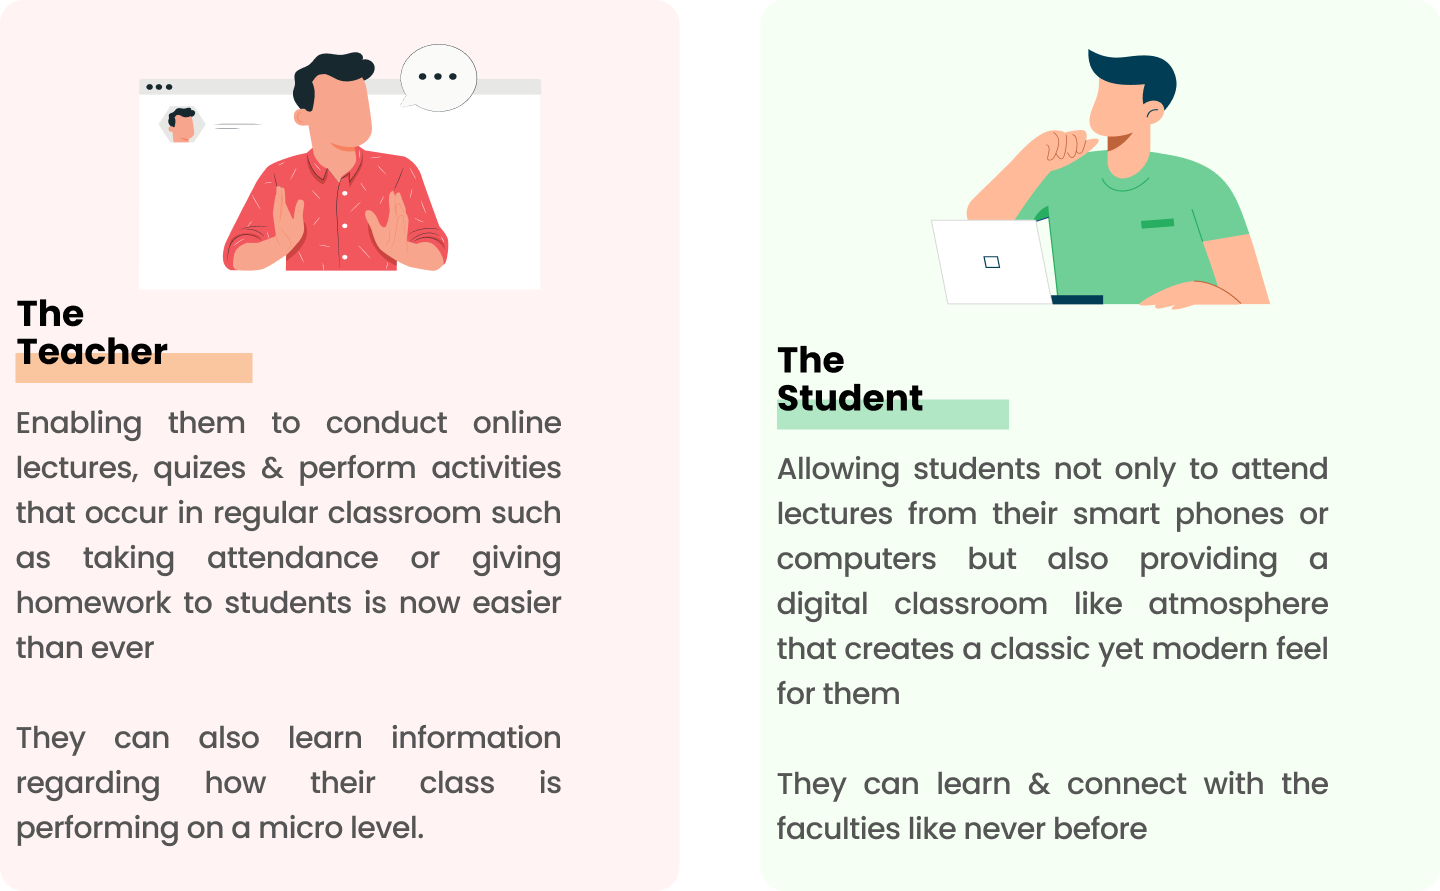 The
Teacher
Enabling them to conduct online
lectures, quizes & perform activities
that occur in regular classroom such
as taking attendance or giving
homework to students is now easier
than ever
They can also learn information
regarding how their class is
performing on a micro level.
The
Student
Allowing students not only to attend
lectures from their smart phones or
computers but also providing a
digital classroom like atmosphere
that creates a classic yet modern feel
for them
They can learn & connect with the
faculties like never before